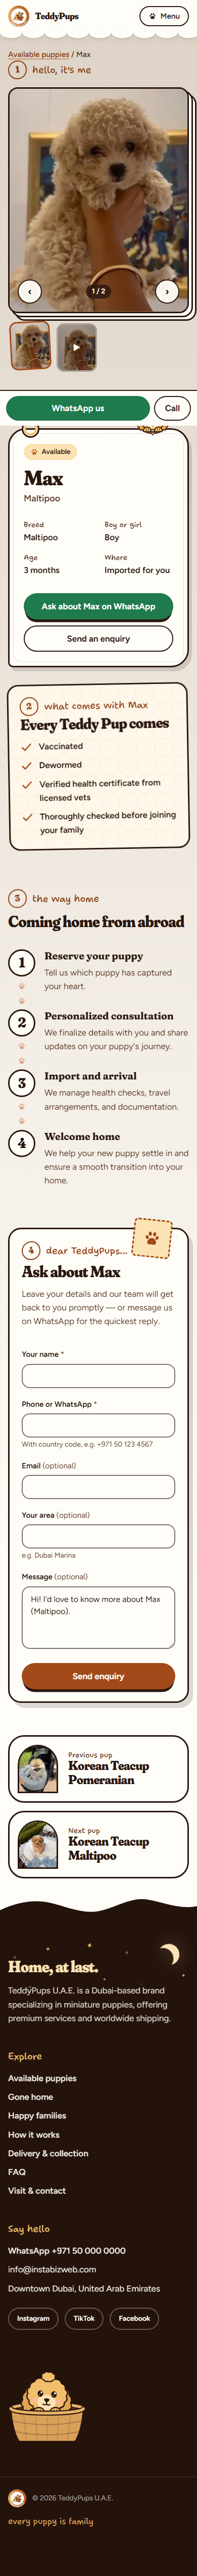 TeddyPups
Menu
Available puppies / Max
1 hello, it's me
1 / 2
WhatsApp us
Call
Available
Max
Maltipoo
Breed
Boy or girl
Maltipoo
Boy
Age
Where
3 months
Imported for you
Ask about Max on WhatsApp
Send an enquiry
2 what comes with Max
Every Teddy Pup comes
Vaccinated
Dewormed
Verified health certificate from
licensed vets
Thoroughly checked before joining
your family
3 the way home
Coming home from abroad
1
Reserve your puppy
Tell us which puppy has captured
your heart.
2
Personalized consultation
We finalize details with you and share
updates on your puppy's journey.
3
Import and arrival
We manage health checks, travel
arrangements, and documentation.
4
Welcome home
We help your new puppy settle in and
ensure a smooth transition into your
home.
4 dear TeddyPups...
Ask about Max
Leave your details and our team will get
back to you promptly — or message us
on WhatsApp for the quickest reply.
Your name *
Phone or WhatsApp *
With country code, e.g. +971 50 123 4567
Email (optional)
Your area (optional)
e.g. Dubai Marina
Message (optional)
Hi! I'd love to know more about Max
(Maltipoo).
Send enquiry
Previous pup
Korean Teacup
Pomeranian
Next pup
Korean Teacup
Maltipoo
Home, at last.
TeddyPups U.A.E. is a Dubai-based brand
specializing in miniature puppies, offering
premium services and worldwide shipping.
Explore
Available puppies
Gone home
Happy families
How it works
Delivery & collection
FAQ
Visit & contact
Say hello
WhatsApp +971 50 000 0000
info@instabizweb.com
Downtown Dubai, United Arab Emirates
Instagram
TikTok
Facebook
© 2026 TeddyPups U.A.E.
every puppy is family